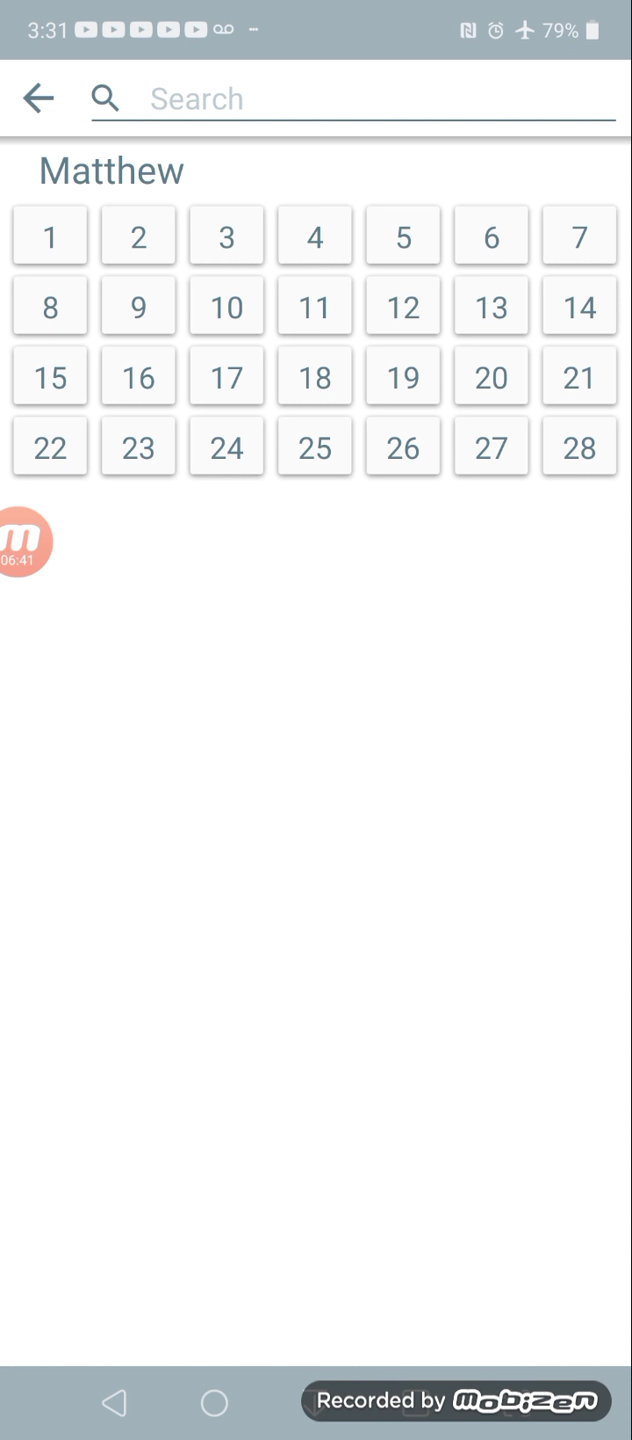 3:31 79%
Search
Matthew
1 2 3 4 5 6 7
8 9 10 11 12 13 14
15 16 17 18 19 20 21
22 23 24 25 26 27 28
m
06:41
Recorded by mobizen